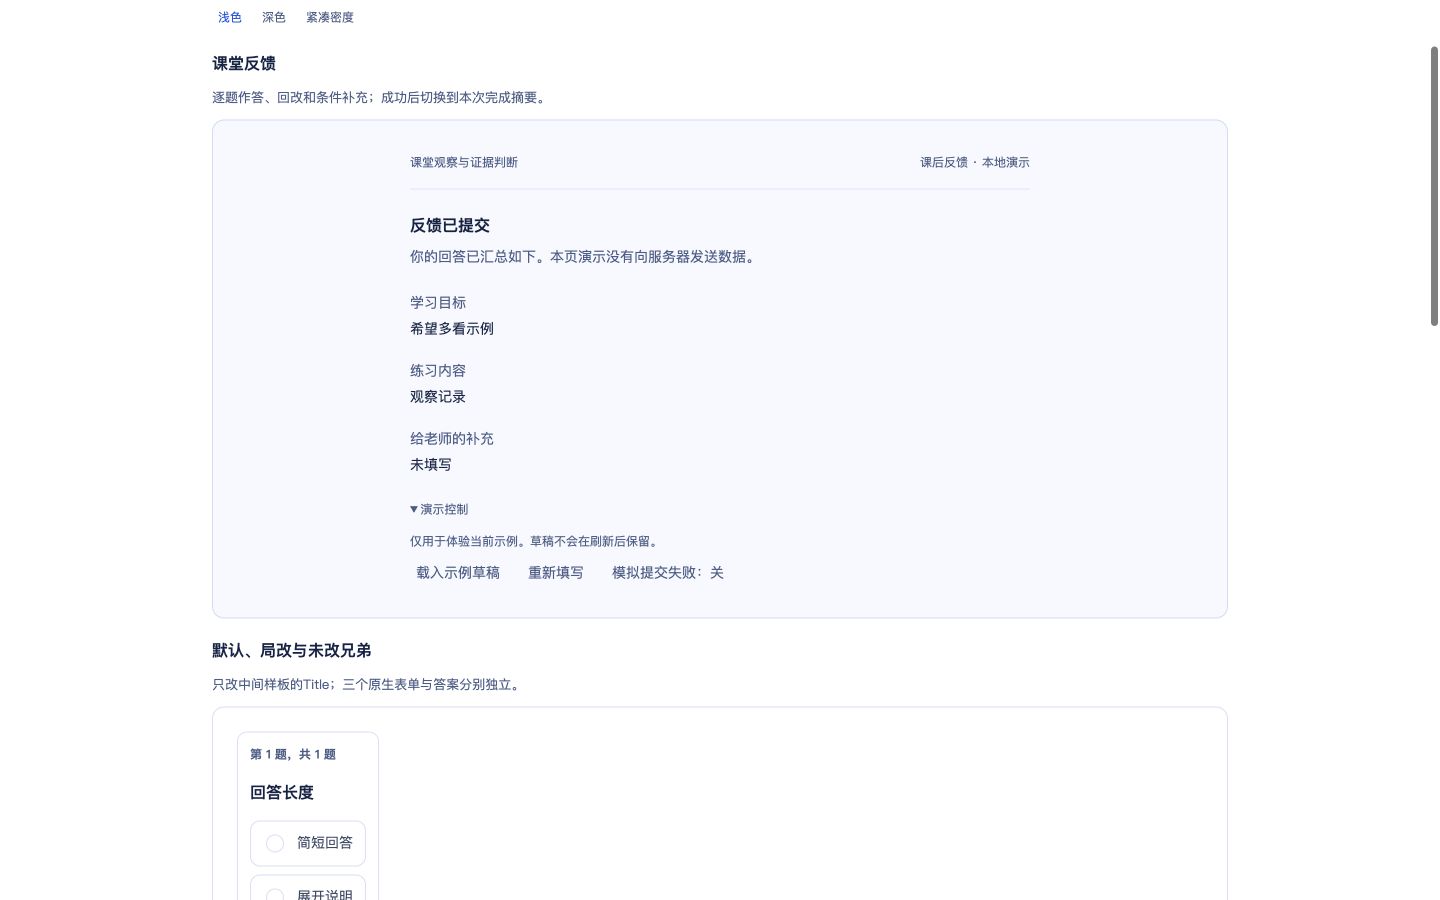 浅色 深色 紧凑密度
课堂反馈
逐题作答、回改和条件补充；成功后切换到本次完成摘要。
课堂观察与证据判断 课后反馈 · 本地演示
反馈已提交
你的回答已汇总如下。本页演示没有向服务器发送数据。
学习目标
希望多看示例
练习内容
观察记录
给老师的补充
未填写
▼演示控制
仅用于体验当前示例。草稿不会在刷新后保留。
载入示例草稿 重新填写 模拟提交失败：关
默认、局改与未改兄弟
只改中间样板的Title；三个原生表单与答案分别独立。
第 1 题，共 1 题
回答长度
简短回答
展开说明